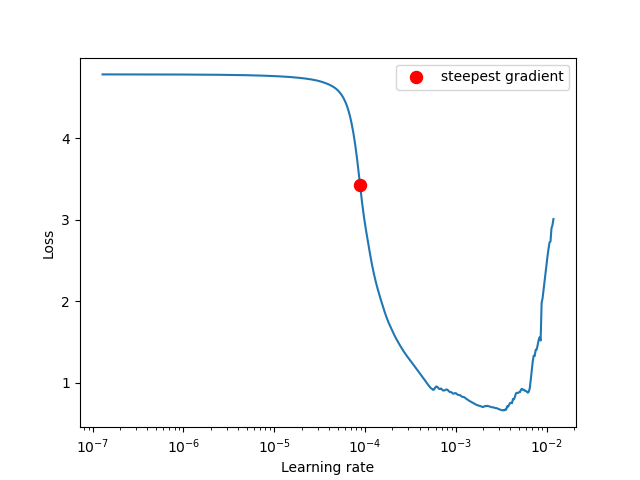 steepest gradient
4
3
2
1
Loss
10⁻⁷ 10⁻⁶ 10⁻⁵ 10⁻⁴ 10⁻³ 10⁻²
Learning rate